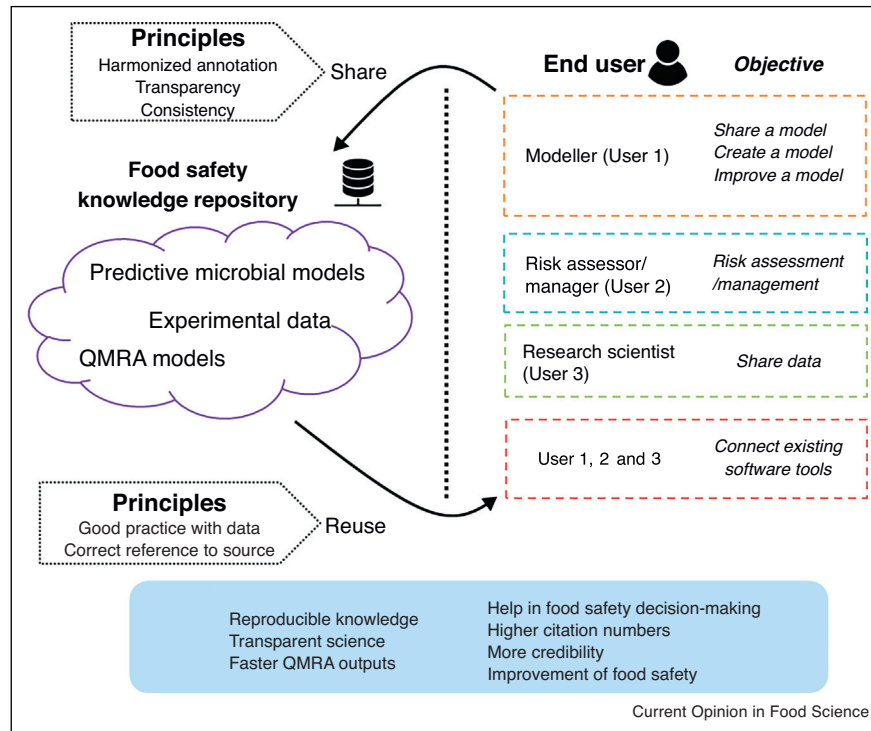 Principles
Harmonized annotation
Transparency
Consistency
Share
Food safety
knowledge repository
Predictive microbial models
Experimental data
QMRA models
Principles
Good practice with data
Correct reference to source
Reuse
End user
Objective
Modeller (User 1)
Share a model
Create a model
Improve a model
Risk assessor/
manager (User 2)
Risk assessment
/management
Research scientist
(User 3)
Share data
User 1, 2 and 3
Connect existing
software tools
Reproducible knowledge
Transparent science
Faster QMRA outputs
Help in food safety decision-making
Higher citation numbers
More credibility
Improvement of food safety
Current Opinion in Food Science